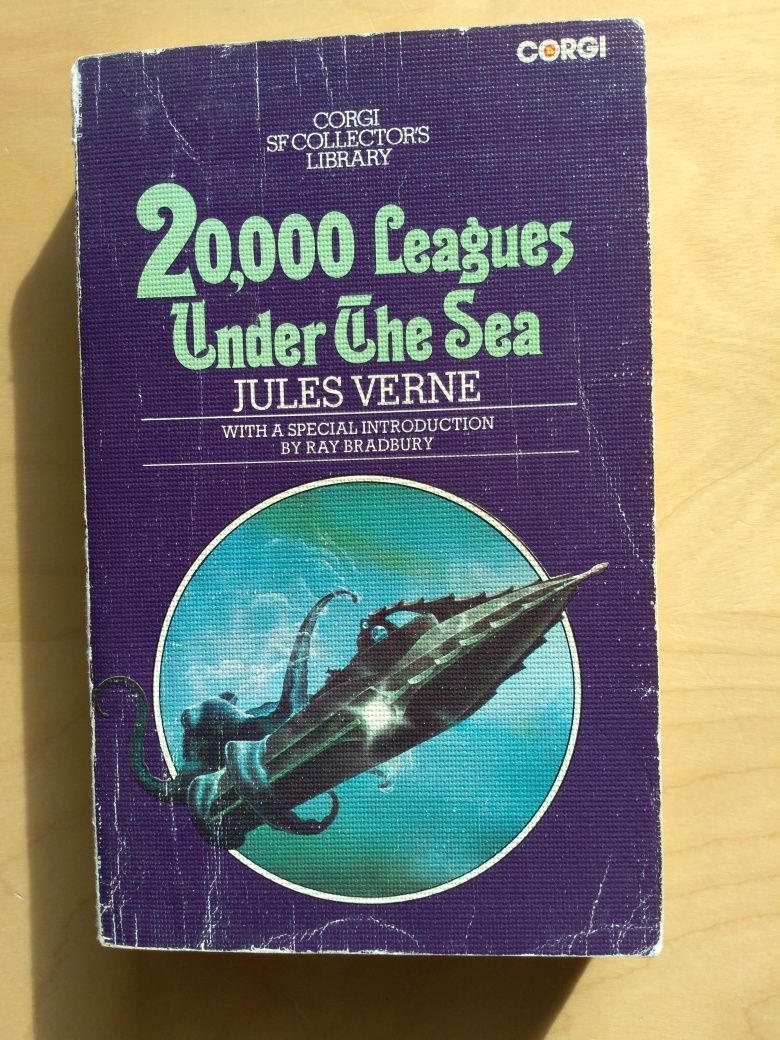 CORGI
CORGI
SF COLLECTOR'S
LIBRARY
20,000 Leagues
Under The Sea
JULES VERNE
WITH A SPECIAL INTRODUCTION
BY RAY BRADBURY